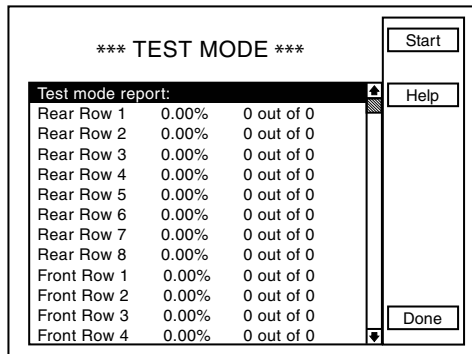 *** TEST MODE ***
Start
Help
Test mode report:
Rear Row 1 0.00% 0 out of 0
Rear Row 2 0.00% 0 out of 0
Rear Row 3 0.00% 0 out of 0
Rear Row 4 0.00% 0 out of 0
Rear Row 5 0.00% 0 out of 0
Rear Row 6 0.00% 0 out of 0
Rear Row 7 0.00% 0 out of 0
Rear Row 8 0.00% 0 out of 0
Front Row 1 0.00% 0 out of 0
Front Row 2 0.00% 0 out of 0
Front Row 3 0.00% 0 out of 0
Front Row 4 0.00% 0 out of 0
Done